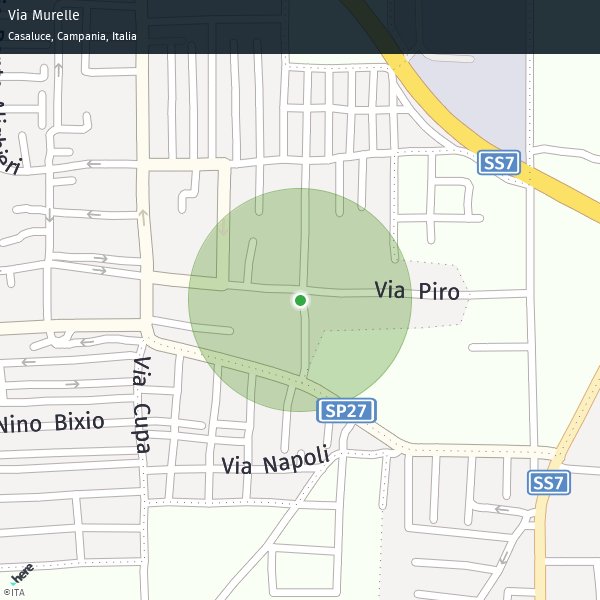 Via Murelle
Casaluce, Campania, Italia
SS7
Via Piro
SP27
Via Cupa
Nino Bixio
Via Napoli
SS7
here
©ITA